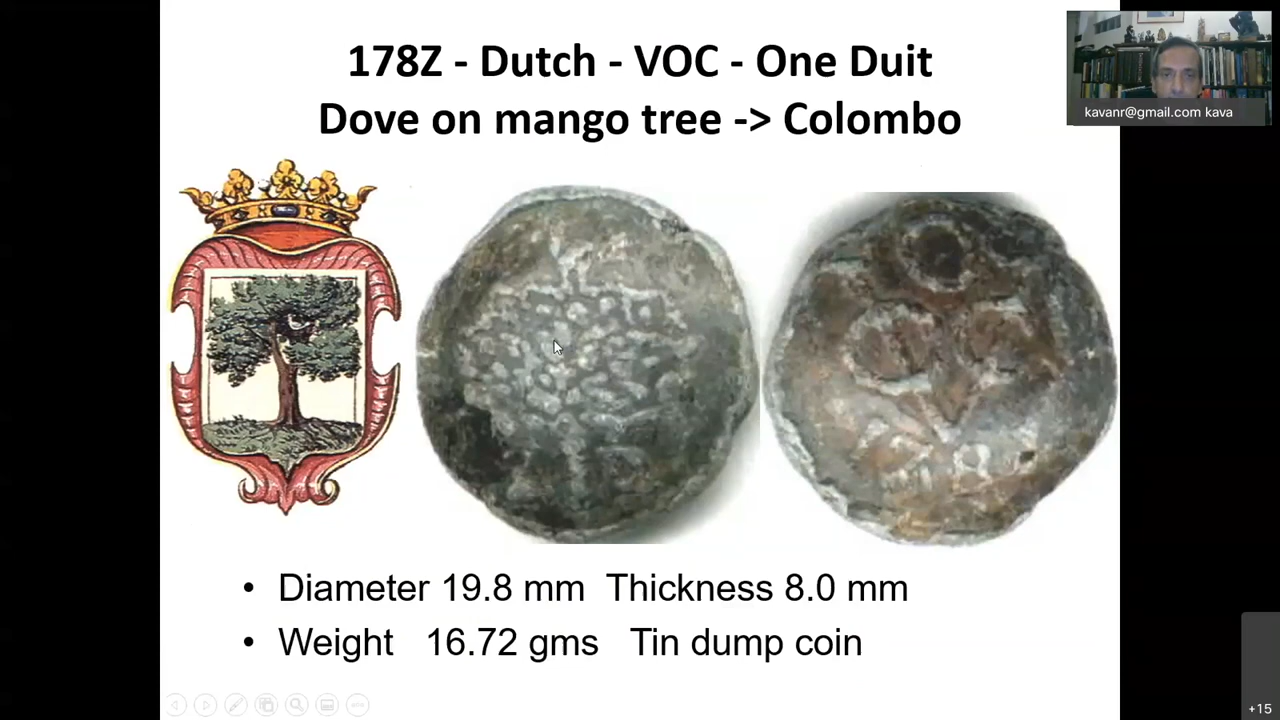 178Z - Dutch - VOC - One Duit
Dove on mango tree -> Colombo
kavanr@gmail.com kava
• Diameter 19.8 mm Thickness 8.0 mm
• Weight 16.72 gms Tin dump coin
+15